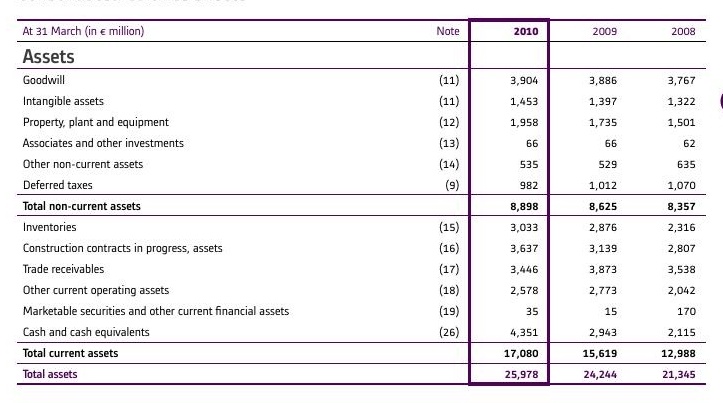 At 31 March (in € million) Note 2010 2009 2008
Assets
Goodwill (11) 3,904 3,886 3,767
Intangible assets (11) 1,453 1,397 1,322
Property, plant and equipment (12) 1,958 1,735 1,501
Associates and other investments (13) 66 66 62
Other non-current assets (14) 535 529 635
Deferred taxes (9) 982 1,012 1,070
Total non-current assets 8,898 8,625 8,357
Inventories (15) 3,033 2,876 2,316
Construction contracts in progress, assets (16) 3,637 3,139 2,807
Trade receivables (17) 3,446 3,873 3,538
Other current operating assets (18) 2,578 2,773 2,042
Marketable securities and other current financial assets (19) 35 15 170
Cash and cash equivalents (26) 4,351 2,943 2,115
Total current assets 17,080 15,619 12,988
Total assets 25,978 24,244 21,345